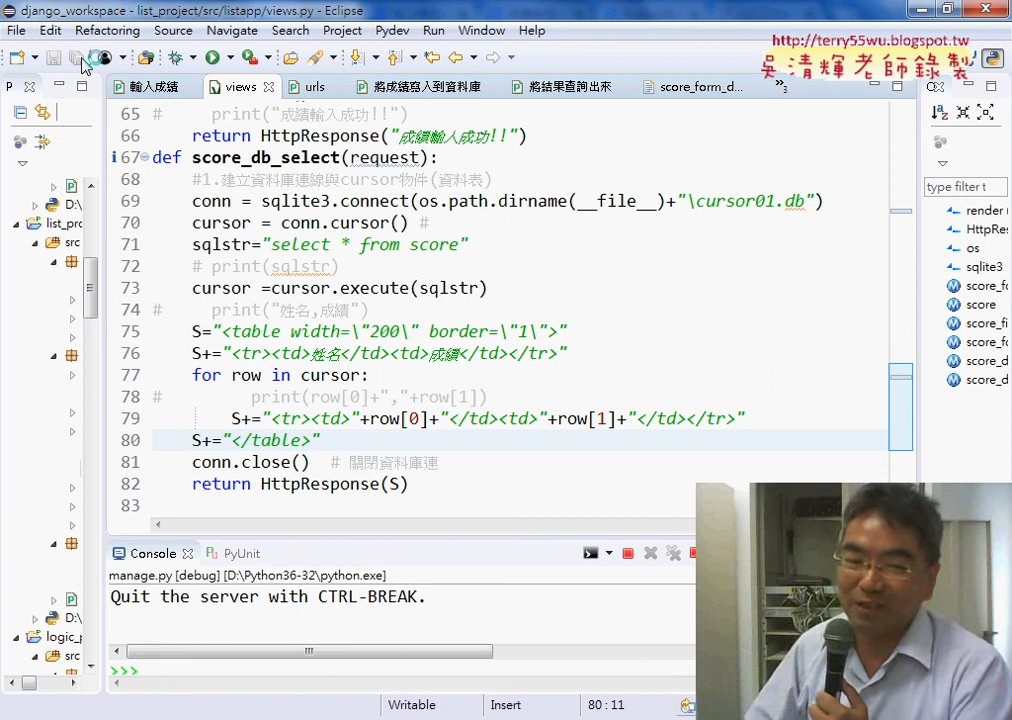 django_workspace - list_project/src/listapp/views.py - Eclipse
File Edit Refactoring Source Navigate Search Project Pydev Run Window Help
http://terry55wu.blogspot.tw
吳清輝老師錄製
P
輸入成績 views urls 將成績寫入到資料庫 將結果查詢出來 score_form_d... »3
65 # print("成績輸入成功!!")
66 return HttpResponse("成績輸入成功!!")
67 def score_db_select(request):
68 #1.建立資料庫連線與cursor物件(資料表)
69 conn = sqlite3.connect(os.path.dirname(__file__)+"\cursor01.db")
70 cursor = conn.cursor() #
71 sqlstr="select * from score"
72 # print(sqlstr)
73 cursor =cursor.execute(sqlstr)
74 # print("姓名,成績")
75 S="<table width=\"200\" border=\"1\">"
76 S+="<tr><td>姓名</td><td>成績</td></tr>"
77 for row in cursor:
78 # print(row[0]+","+row[1])
79 S+="<tr><td>"+row[0]+"</td><td>"+row[1]+"</td></tr>"
80 S+="</table>"
81 conn.close() # 關閉資料庫連
82 return HttpResponse(S)
83
D:\
list_pro
src
D:\
logic_p
src
type filter t
render
HttpRes
os
sqlite3
score_fo
score
score_fi
score_fo
score_d
score_d
Console PyUnit
manage.py [debug] [D:\Python36-32\python.exe]
Quit the server with CTRL-BREAK.
>>>
Writable Insert 80 : 11